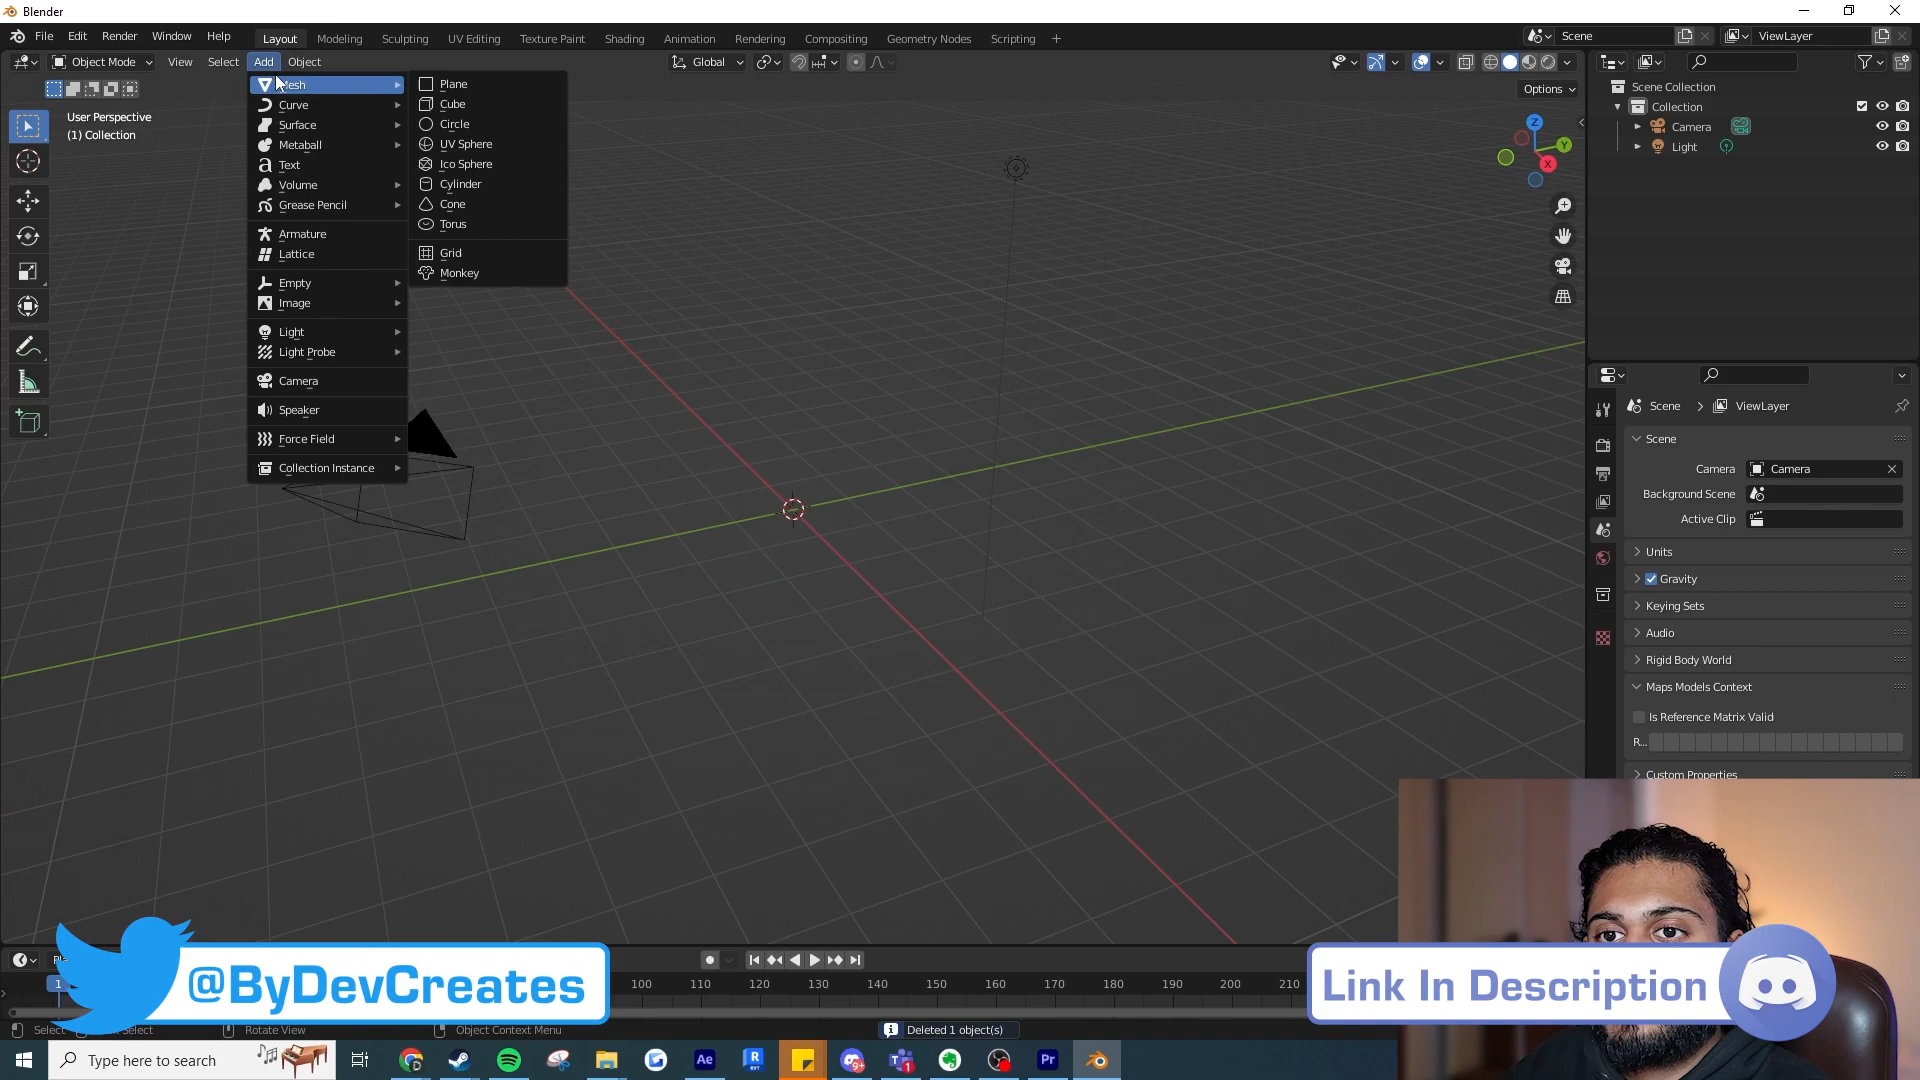 Blender
File Edit Render Window Help
Layout Modeling Sculpting UV Editing Texture Paint Shading Animation Rendering Compositing Geometry Nodes Scripting +
Scene
ViewLayer
Object Mode View Select Add Object
Global
Options
User Perspective
(1) Collection
Mesh
Curve
Surface
Metaball
Text
Volume
Grease Pencil
Armature
Lattice
Empty
Image
Light
Light Probe
Camera
Speaker
Force Field
Collection Instance
Plane
Cube
Circle
UV Sphere
Ico Sphere
Cylinder
Cone
Torus
Grid
Monkey
Z
Y
X
Scene Collection
Collection
Camera
Light
Scene > ViewLayer
Scene
Camera Camera
Background Scene
Active Clip
Units
Gravity
Keying Sets
Audio
Rigid Body World
Maps Models Context
Is Reference Matrix Valid
R...
Custom Properties
1 100 110 120 130 140 150 160 170 180 190 200 210
@ByDevCreates
Link In Description
Select
Rotate View
Object Context Menu
Deleted 1 object(s)
Type here to search
Ae
R
RVT
9+
1
Pr